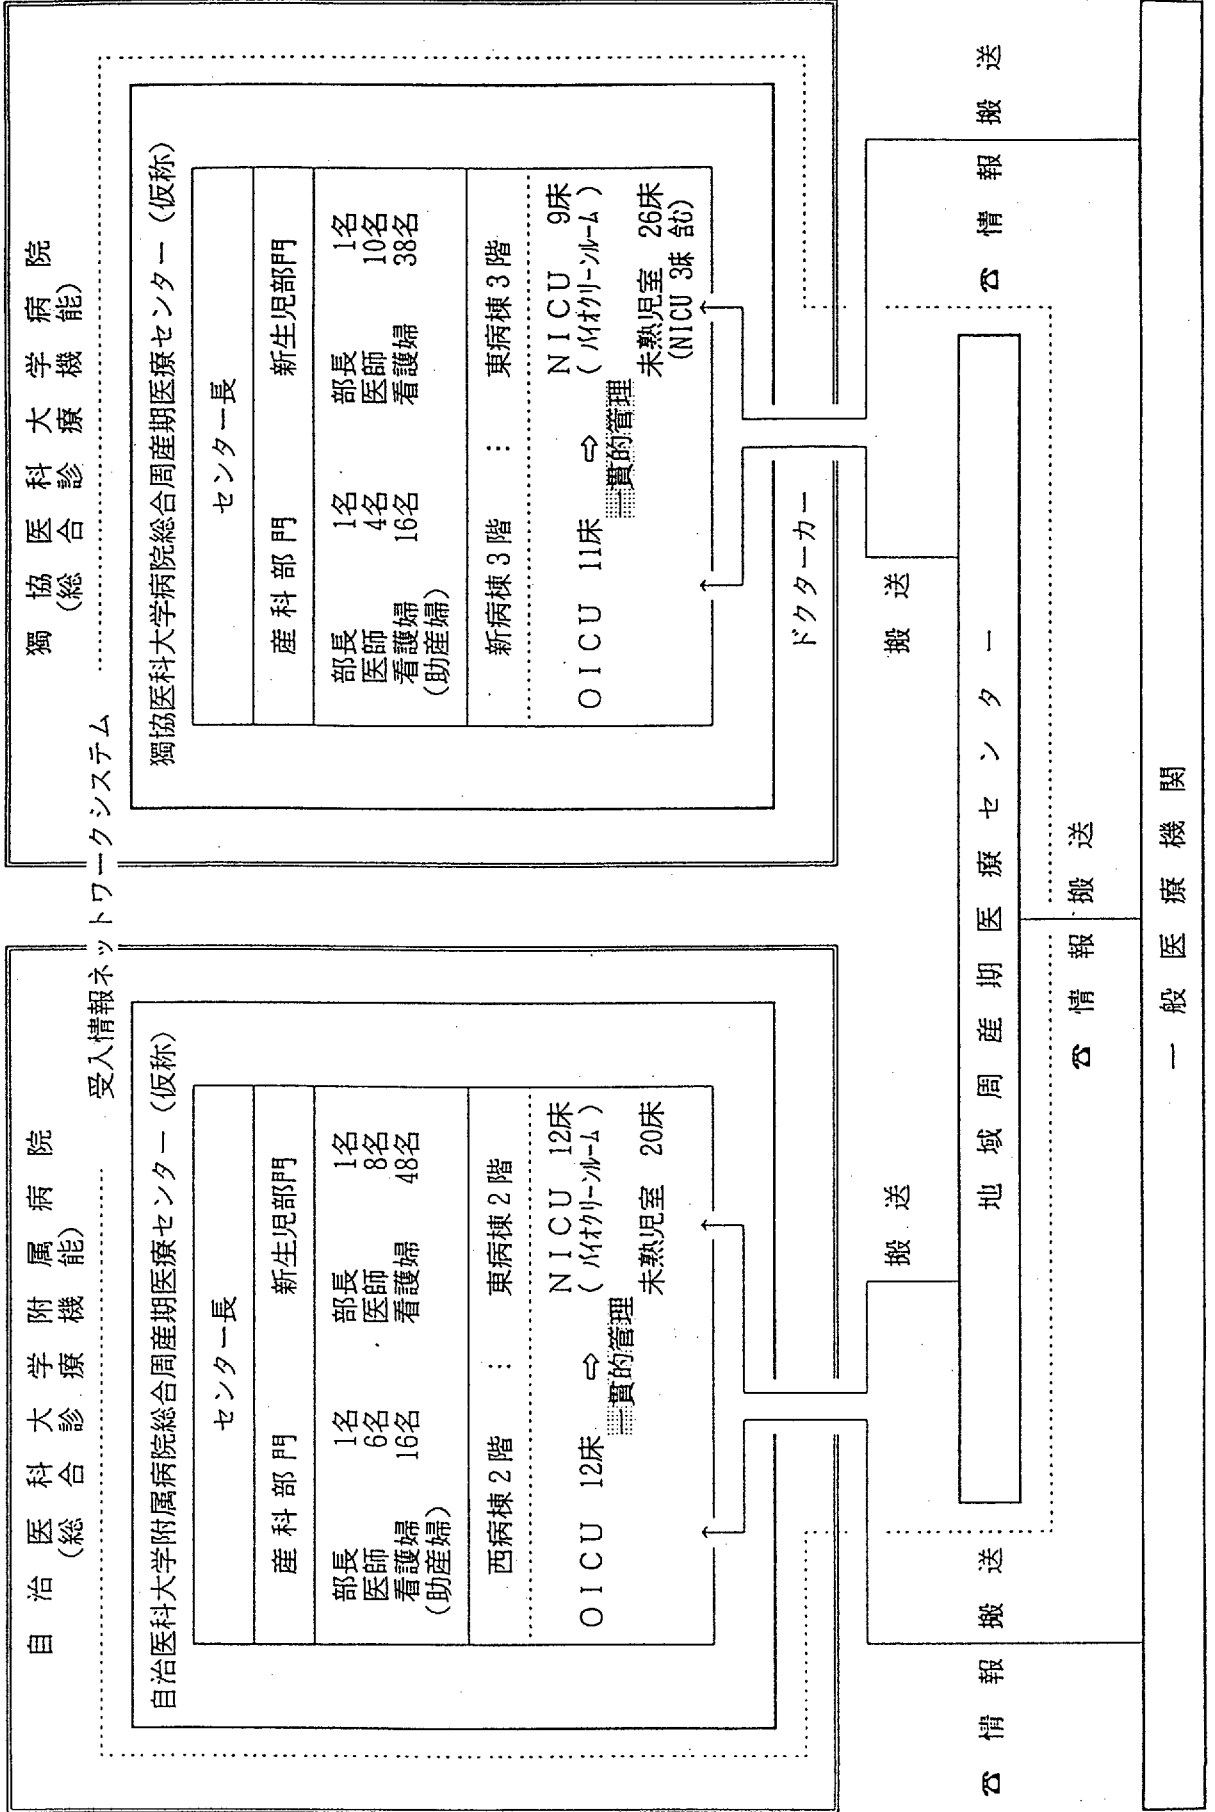 自治医科大学附属病院
(総合診療機能)
受入情報ネットワークシステム
自治医科大学附属病院総合周産期医療センター(仮称)
センター長
産科部門 新生児部門
部長 1名 部長 1名
医師 6名 医師 8名
看護婦 16名 看護婦 48名
(助産婦)
西病棟2階 : 東病棟2階
OICU 12床 ⇨ NICU 12床
(バイオクリーンルーム)
一貫的管理
未熟児室 20床
獨協医科大学病院
(総合診療機能)
獨協医科大学病院総合周産期医療センター(仮称)
センター長
産科部門 新生児部門
部長 1名 部長 1名
医師 4名 医師 10名
看護婦 16名 看護婦 38名
(助産婦)
新病棟3階 : 東病棟3階
OICU 11床 ⇨ NICU 9床
(バイオクリーンルーム)
一貫的管理
未熟児室 26床
(NICU 3床 含む)
ドクターカー
搬送 搬送
地域周産期医療センター
☎ 情報 搬送
☎ 情報 搬送
☎ 情報 搬送
一般医療機関